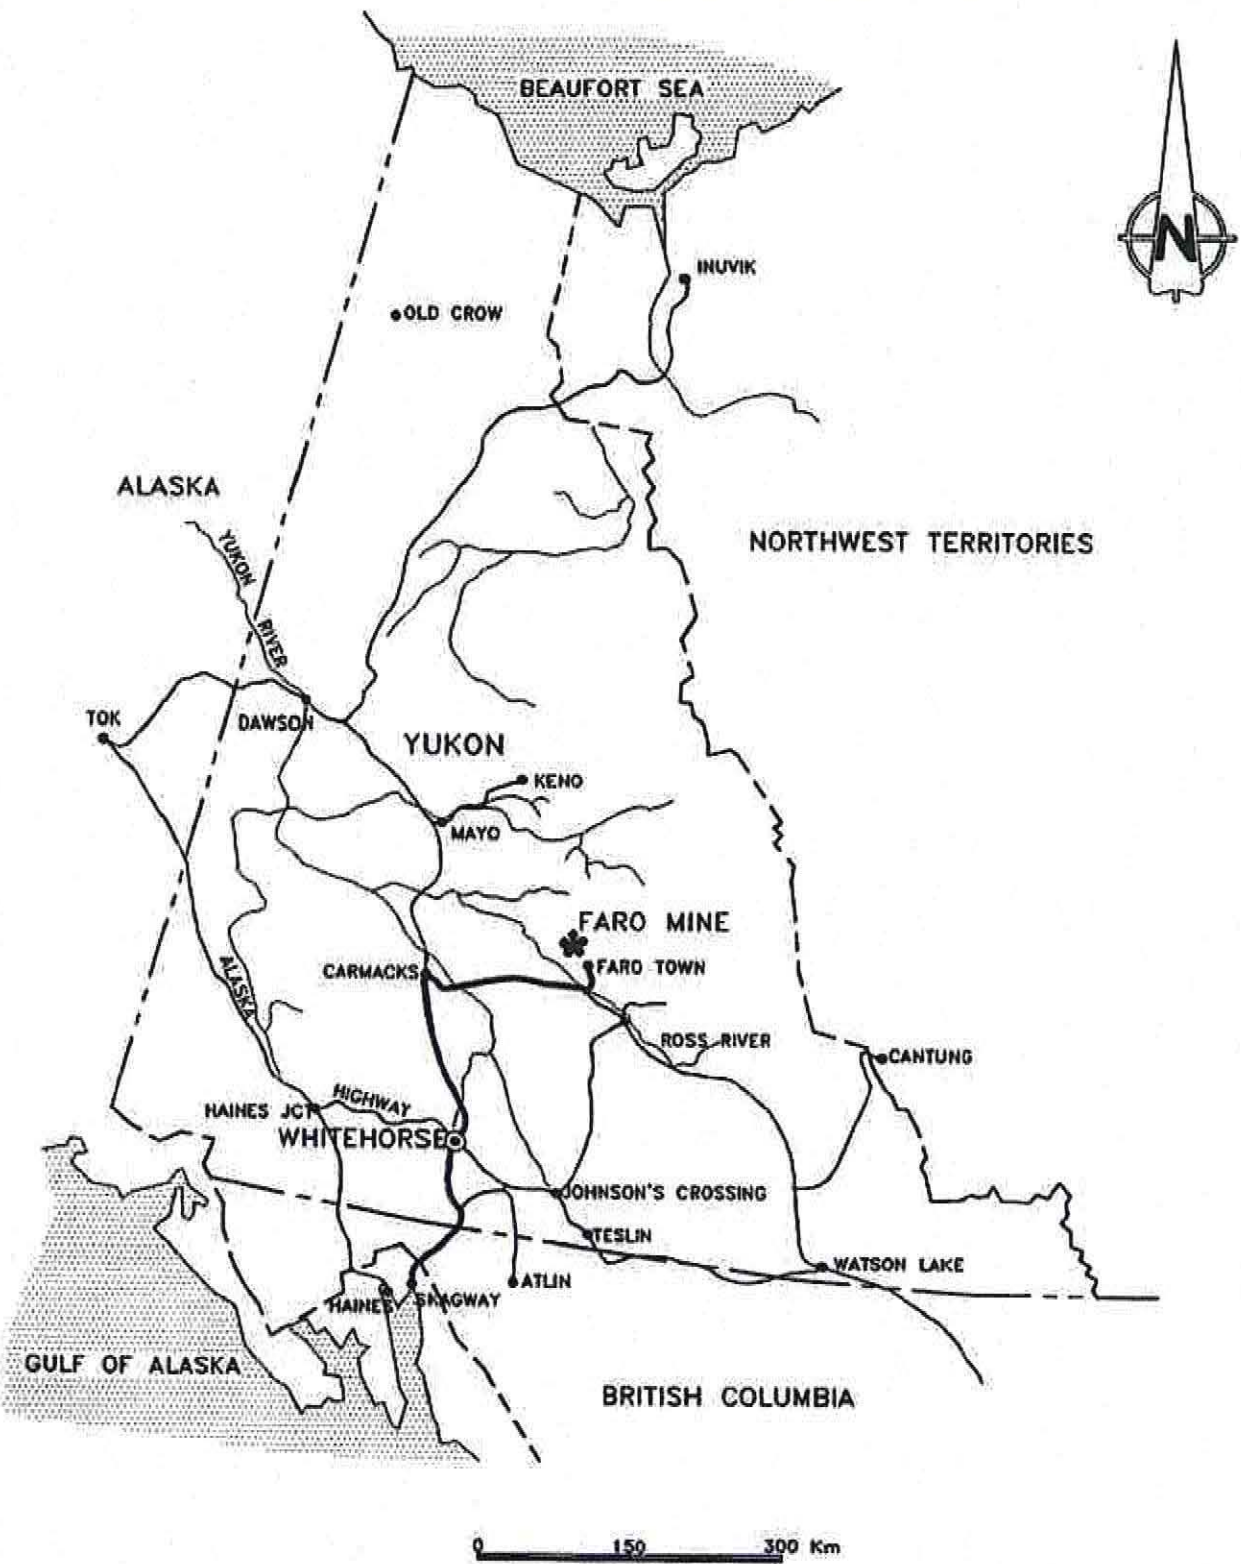 BEAUFORT SEA
N
INUVIK
OLD CROW
ALASKA
YUKON
RIVER
NORTHWEST TERRITORIES
TOK
DAWSON
YUKON
KENO
MAYO
FARO MINE
FARO TOWN
CARMACKS
ALASKA
ROSS RIVER
CANTUNG
HIGHWAY
HAINES JCT
WHITEHORSE
JOHNSON'S CROSSING
TESLIN
WATSON LAKE
ATLIN
HAINES
SKAGWAY
GULF OF ALASKA
BRITISH COLUMBIA
0 150 300 Km